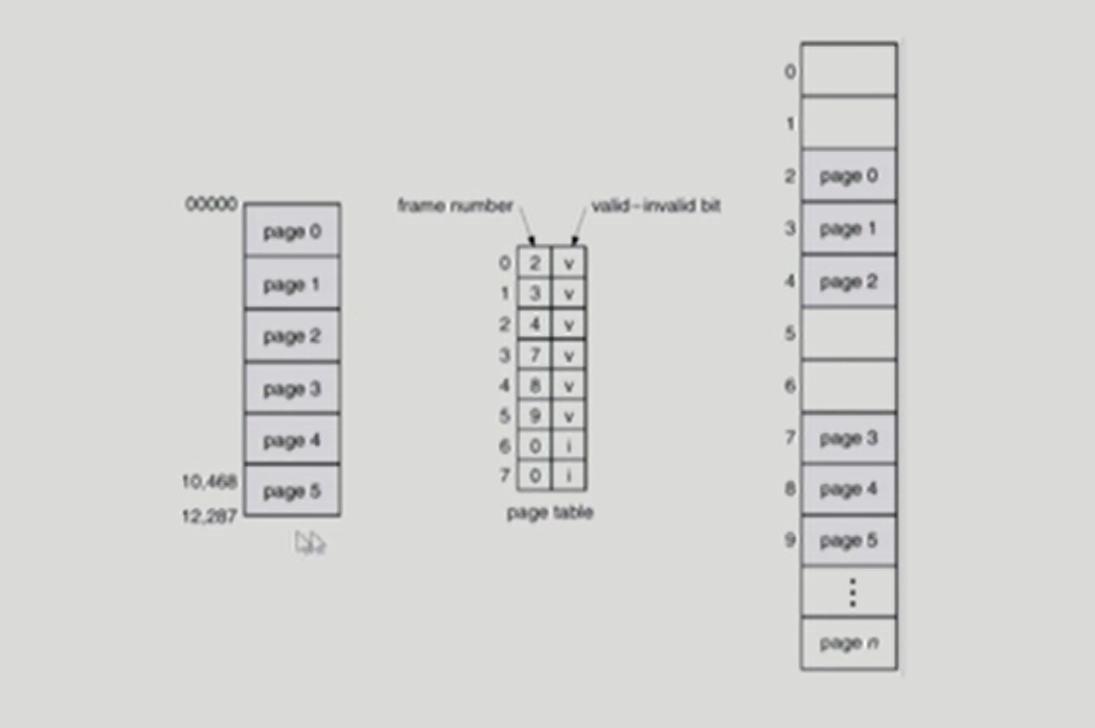 00000
page 0
page 1
page 2
page 3
page 4
10,468
page 5
12,287
frame number
valid–invalid bit
0 2 v
1 3 v
2 4 v
3 7 v
4 8 v
5 9 v
6 0 i
7 0 i
page table
0
1
2 page 0
3 page 1
4 page 2
5
6
7 page 3
8 page 4
9 page 5
⋮
page n